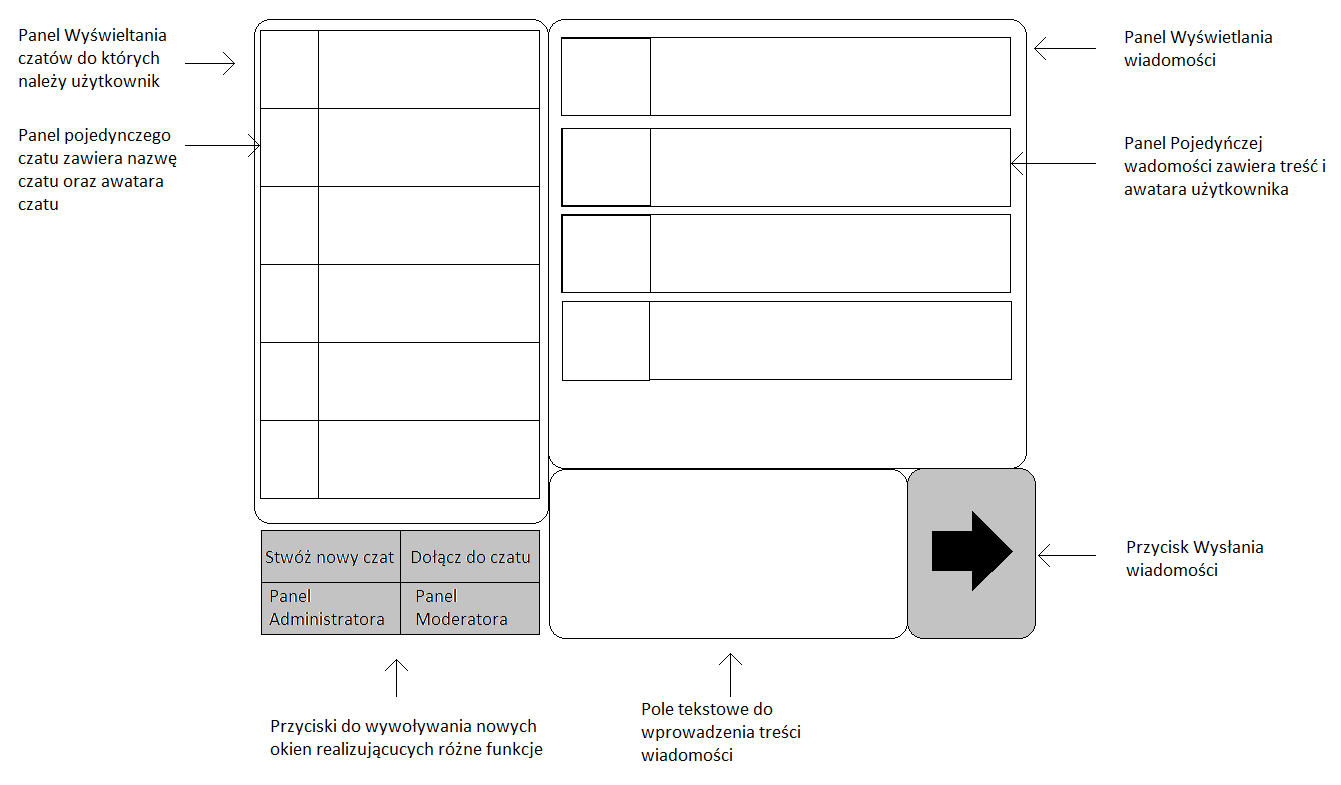 Panel Wyświeltania
czatów do których
należy użytkownik
Panel pojedynczego
czatu zawiera nazwę
czatu oraz awatara
czatu
Panel Wyświetlania
wiadomości
Panel Pojedyńczej
wadomości zawiera treść i
awatara użytkownika
Stwóż nowy czat
Dołącz do czatu
Panel
Administratora
Panel
Moderatora
Przycisk Wysłania
wiadomości
Przyciski do wywoływania nowych
okien realizującucych różne funkcje
Pole tekstowe do
wprowadzenia treści
wiadomości